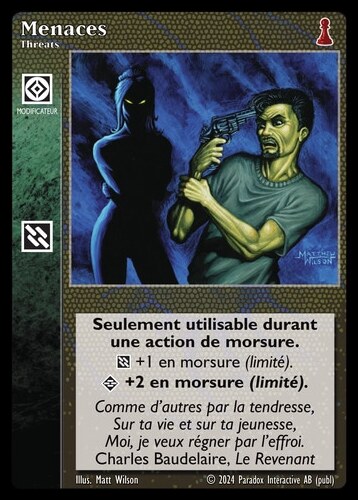 Menaces
Threats
MODIFICATEUR
MATTHEW
WILSON
Seulement utilisable durant
une action de morsure.
+1 en morsure (limité).
+2 en morsure (limité).
Comme d'autres par la tendresse,
Sur ta vie et sur ta jeunesse,
Moi, je veux régner par l'effroi.
Charles Baudelaire, Le Revenant
Illus. Matt Wilson © 2024 Paradox Interactive AB (publ)